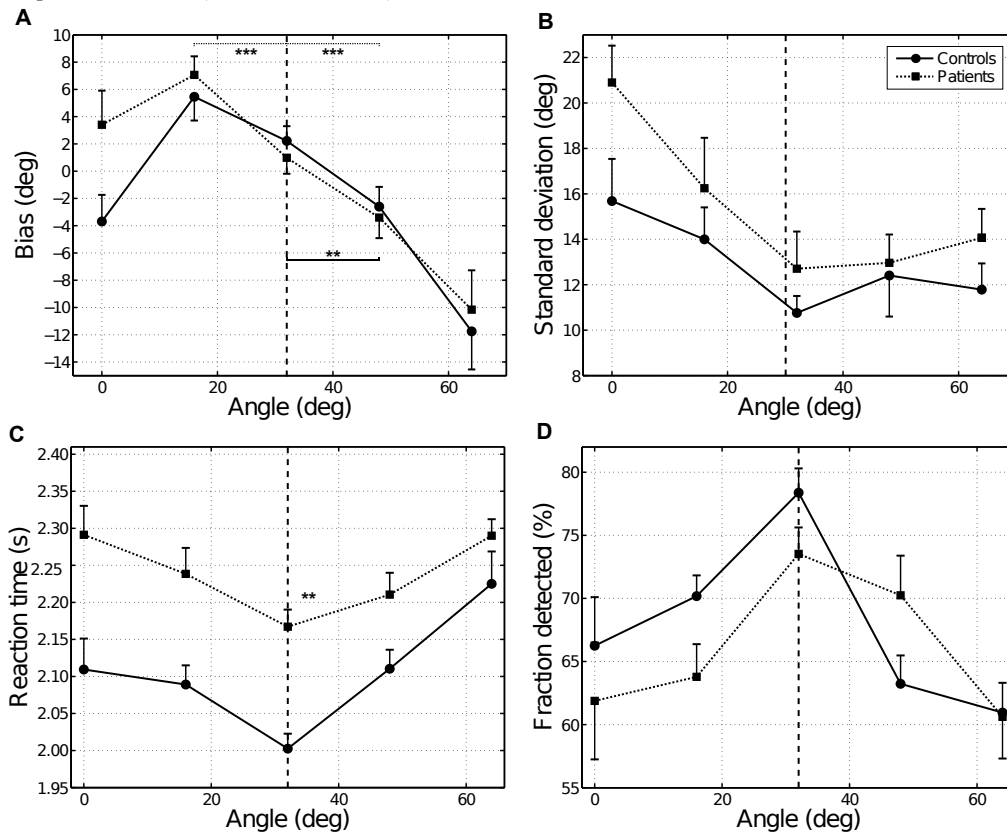 A
10
8
6
4
2
0
−2
−4
−6
−8
−10
−12
−14
***
***
**
Bias (deg)
0 20 40 60
Angle (deg)
B
22
20
18
16
14
12
10
8
Controls
Patients
Standard deviation (deg)
0 20 40 60
Angle (deg)
C
2.40
2.35
2.30
2.25
2.20
2.15
2.10
2.05
2.00
1.95
**
Reaction time (s)
0 20 40 60
Angle (deg)
D
80
75
70
65
60
55
Fraction detected (%)
0 20 40 60
Angle (deg)